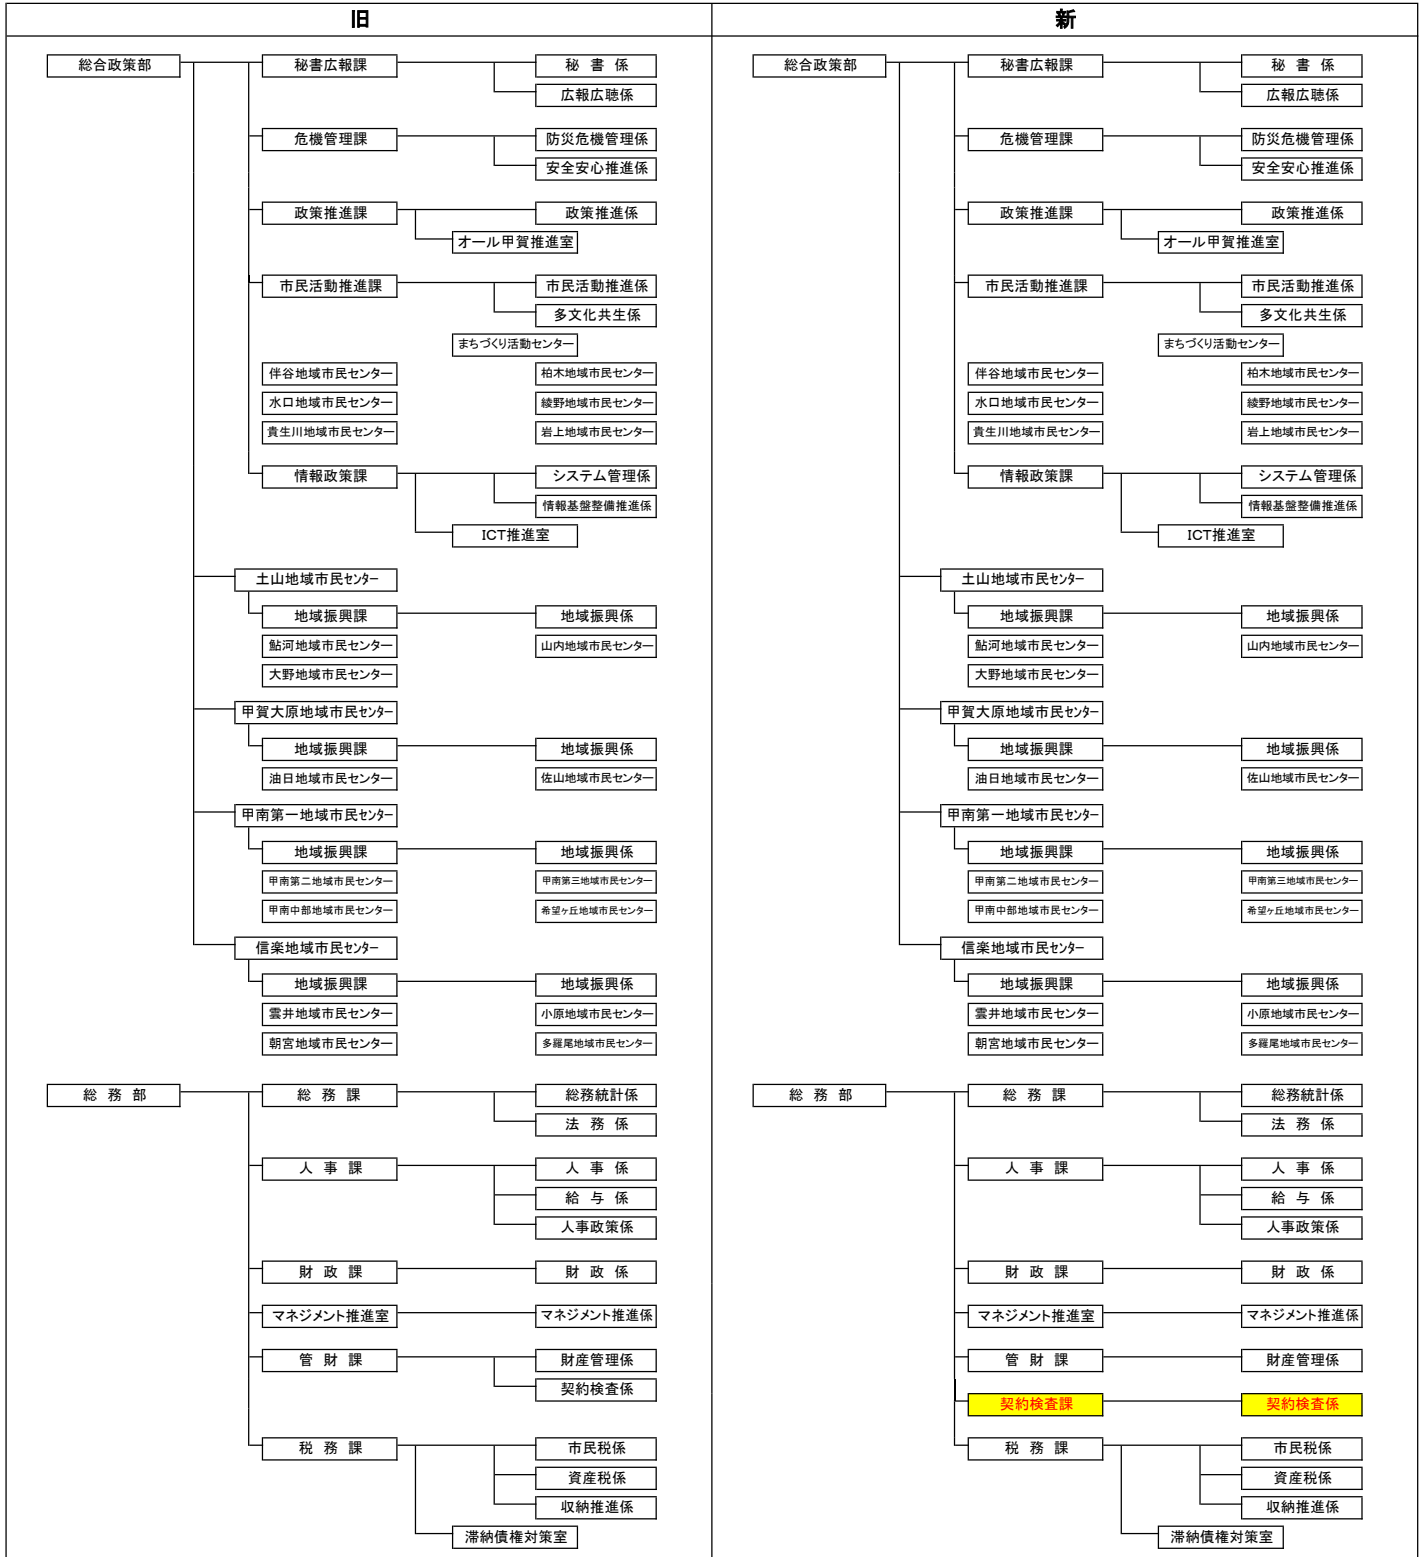 旧
総合政策部 秘書広報課 秘 書 係
広報広聴係
危機管理課 防災危機管理係
安全安心推進係
政策推進課 政策推進係
オール甲賀推進室
市民活動推進課 市民活動推進係
多文化共生係
まちづくり活動センター
伴谷地域市民センター 柏木地域市民センター
水口地域市民センター 綾野地域市民センター
貴生川地域市民センター 岩上地域市民センター
情報政策課 システム管理係
情報基盤整備推進係
ICT推進室
土山地域市民センター
地域振興課 地域振興係
鮎河地域市民センター 山内地域市民センター
大野地域市民センター
甲賀大原地域市民センター
地域振興課 地域振興係
油日地域市民センター 佐山地域市民センター
甲南第一地域市民センター
地域振興課 地域振興係
甲南第二地域市民センター 甲南第三地域市民センター
甲南中部地域市民センター 希望ヶ丘地域市民センター
信楽地域市民センター
地域振興課 地域振興係
雲井地域市民センター 小原地域市民センター
朝宮地域市民センター 多羅尾地域市民センター
総 務 部 総 務 課 総務統計係
法 務 係
人 事 課 人 事 係
給 与 係
人事政策係
財 政 課 財 政 係
マネジメント推進室 マネジメント推進係
管 財 課 財産管理係
契約検査係
税 務 課 市民税係
資産税係
収納推進係
滞納債権対策室
新
総合政策部 秘書広報課 秘 書 係
広報広聴係
危機管理課 防災危機管理係
安全安心推進係
政策推進課 政策推進係
オール甲賀推進室
市民活動推進課 市民活動推進係
多文化共生係
まちづくり活動センター
伴谷地域市民センター 柏木地域市民センター
水口地域市民センター 綾野地域市民センター
貴生川地域市民センター 岩上地域市民センター
情報政策課 システム管理係
情報基盤整備推進係
ICT推進室
土山地域市民センター
地域振興課 地域振興係
鮎河地域市民センター 山内地域市民センター
大野地域市民センター
甲賀大原地域市民センター
地域振興課 地域振興係
油日地域市民センター 佐山地域市民センター
甲南第一地域市民センター
地域振興課 地域振興係
甲南第二地域市民センター 甲南第三地域市民センター
甲南中部地域市民センター 希望ヶ丘地域市民センター
信楽地域市民センター
地域振興課 地域振興係
雲井地域市民センター 小原地域市民センター
朝宮地域市民センター 多羅尾地域市民センター
総 務 部 総 務 課 総務統計係
法 務 係
人 事 課 人 事 係
給 与 係
人事政策係
財 政 課 財 政 係
マネジメント推進室 マネジメント推進係
管 財 課 財産管理係
契約検査課 契約検査係
税 務 課 市民税係
資産税係
収納推進係
滞納債権対策室